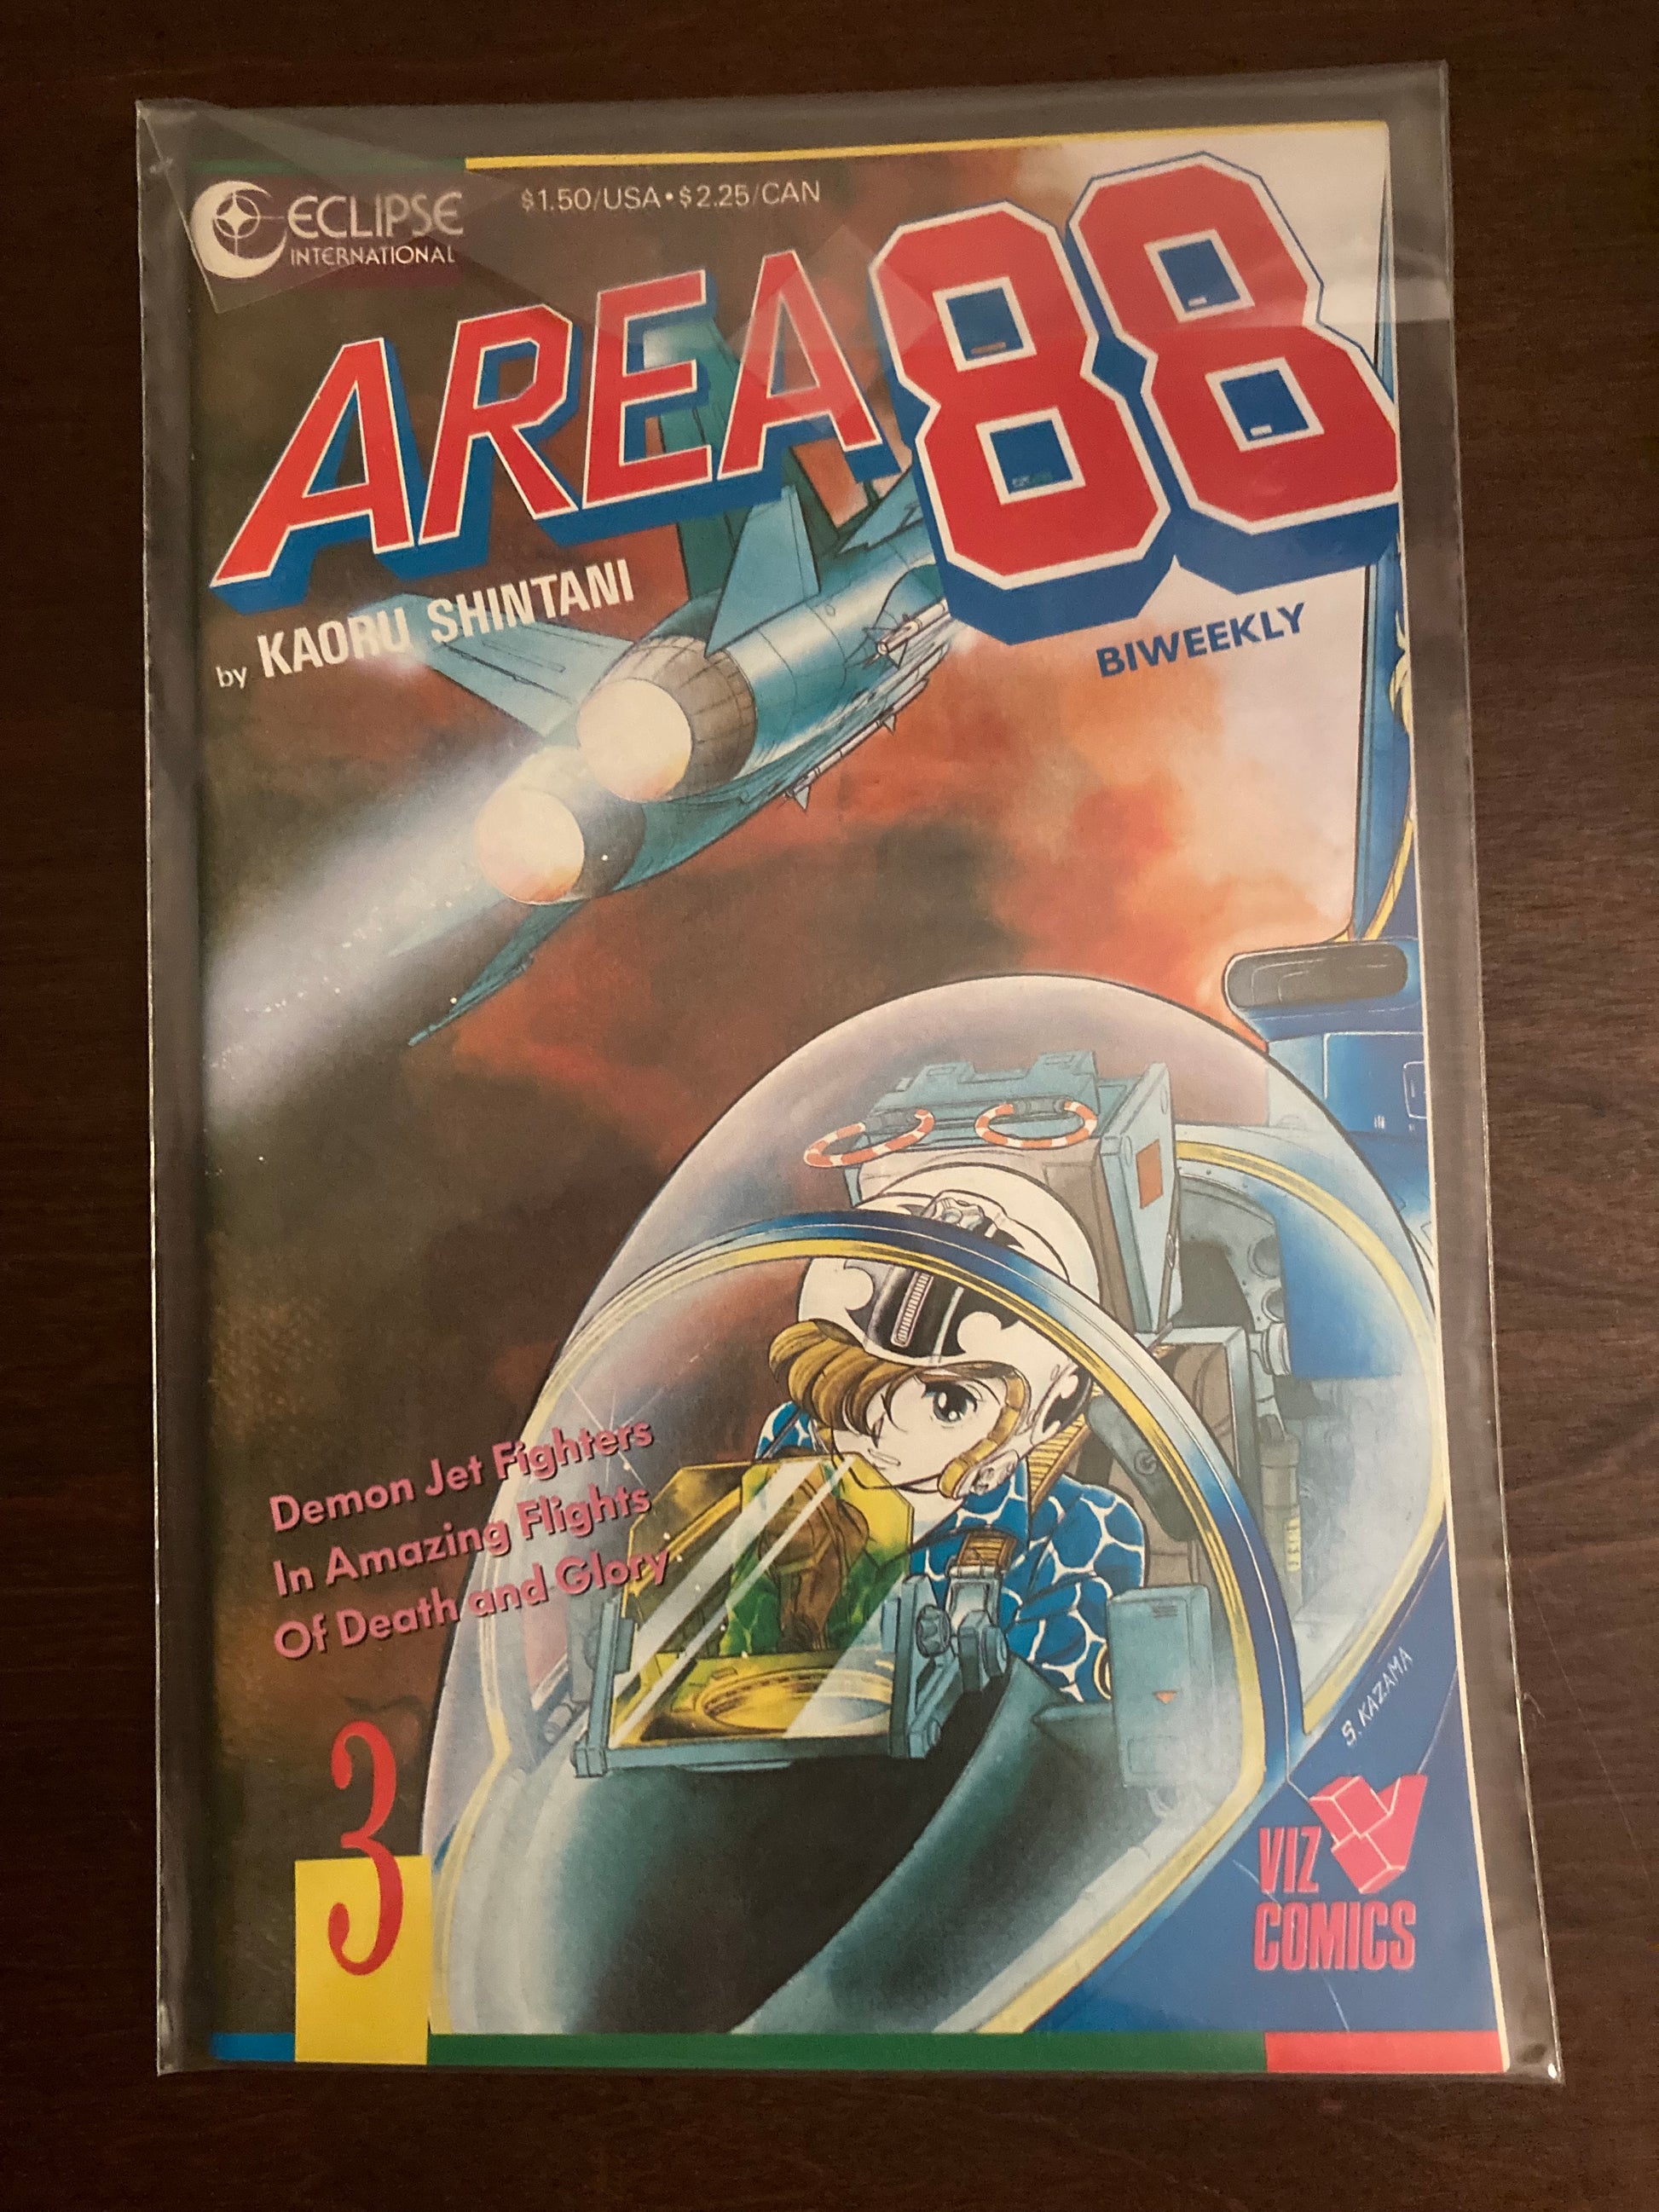 ECLIPSE
INTERNATIONAL
$1.50/USA•$2.25/CAN
AREA 88
by KAORU SHINTANI
BIWEEKLY
Demon Jet Fighters
In Amazing Flights
Of Death and Glory
S. KAZAMA
3
VIZ
COMICS